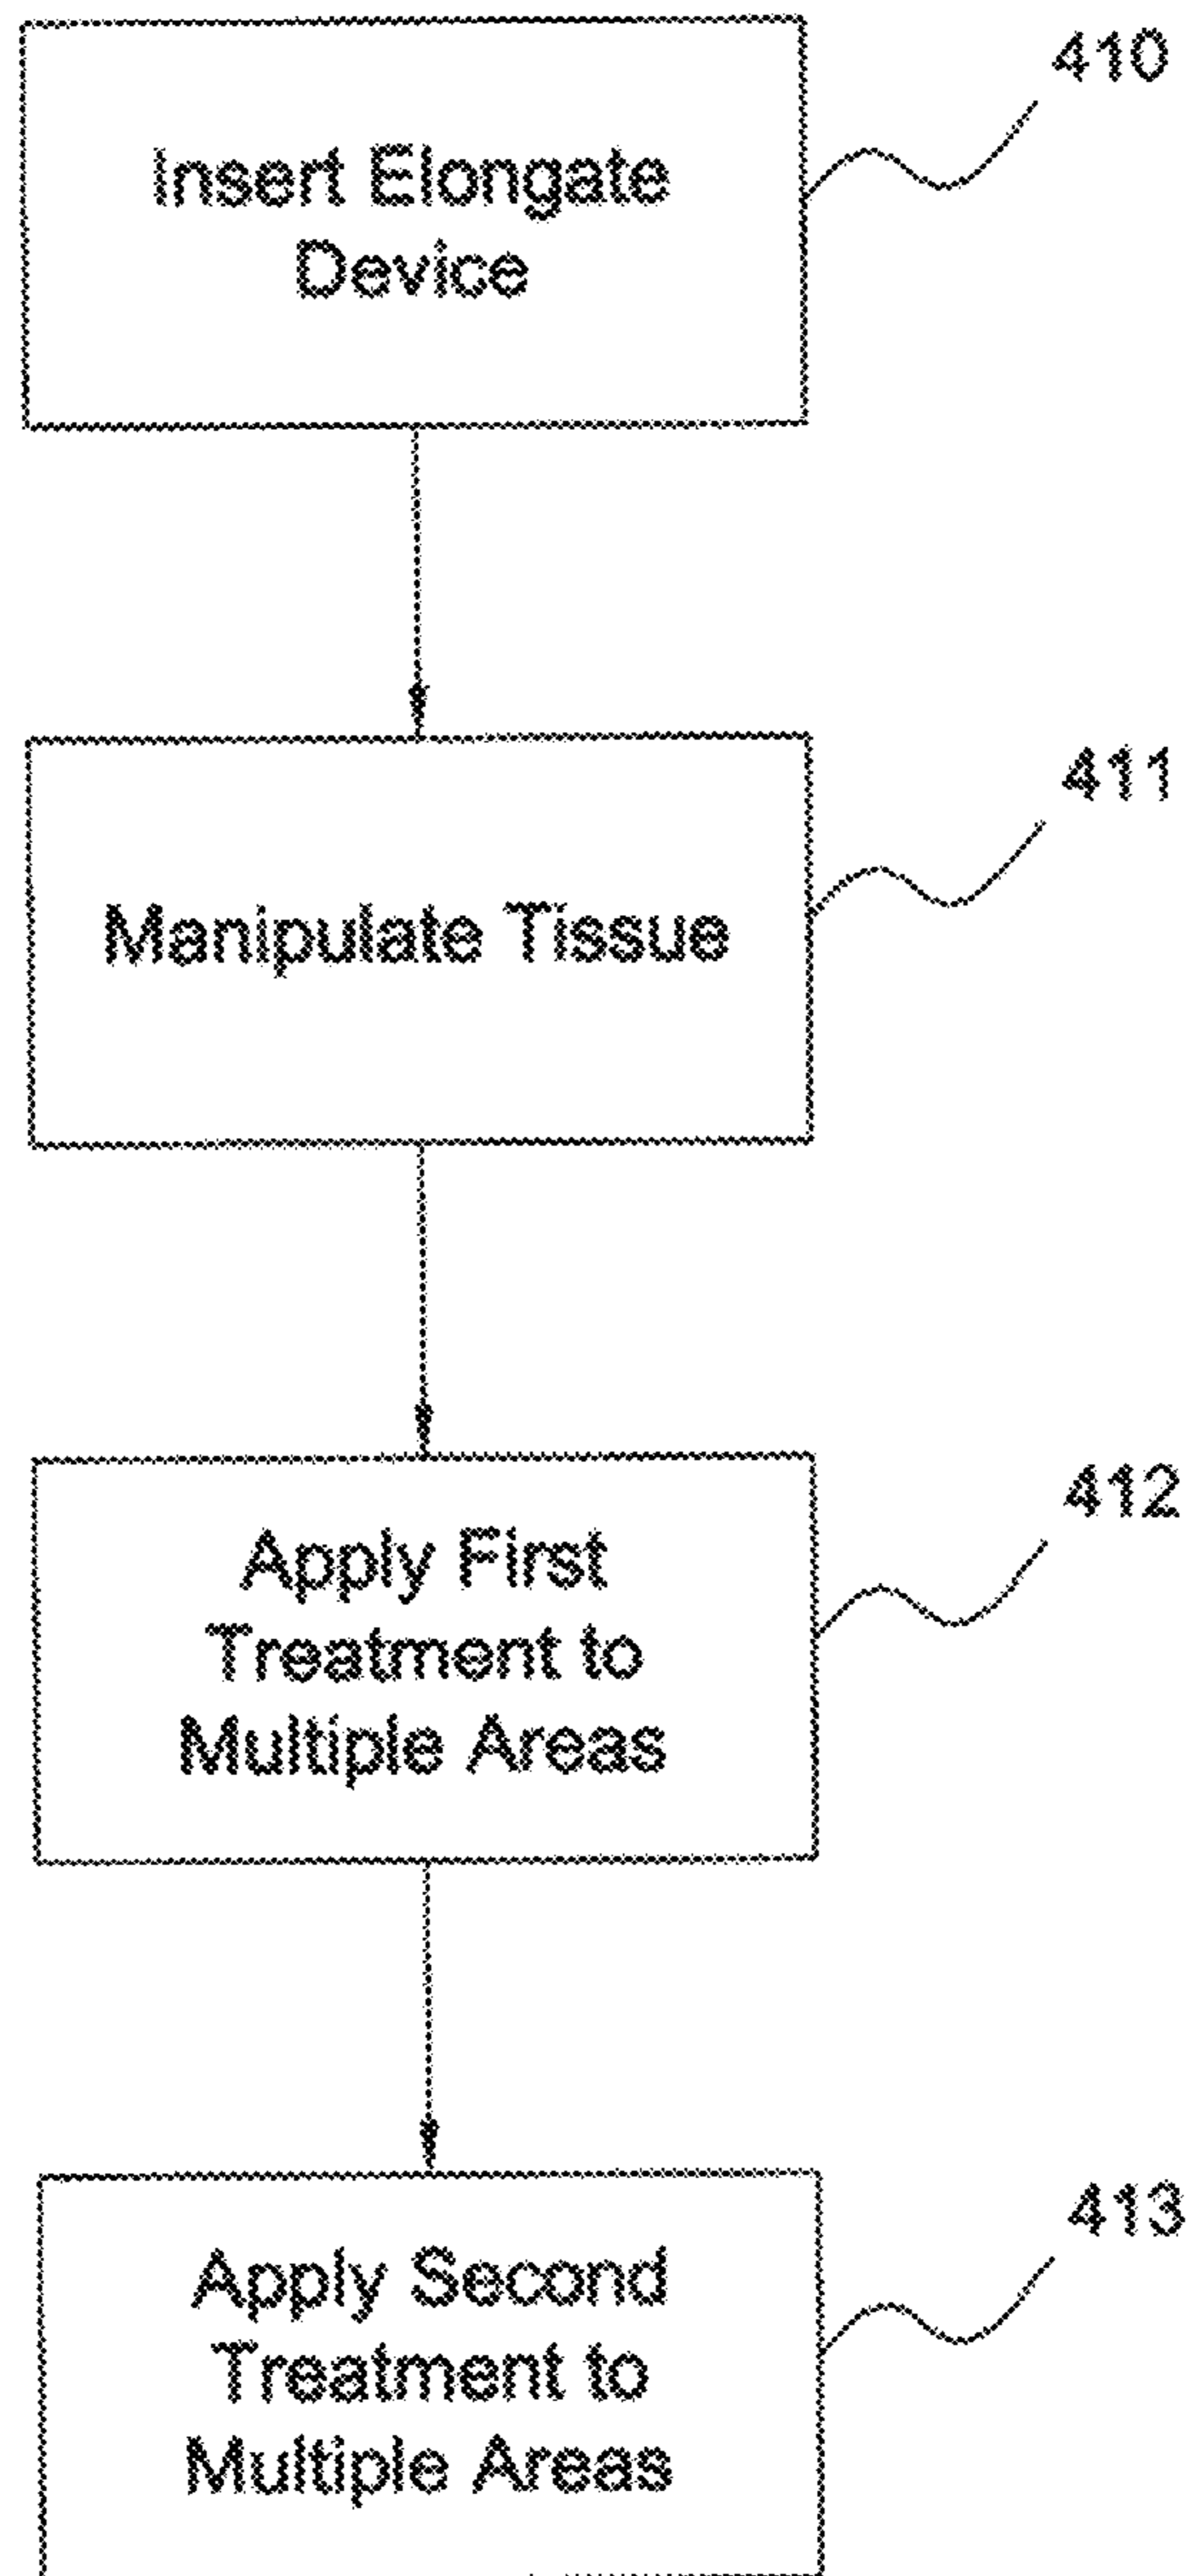 410
Insert Elongate
Device
411
Manipulate Tissue
412
Apply First
Treatment to
Multiple Areas
413
Apply Second
Treatment to
Multiple Areas